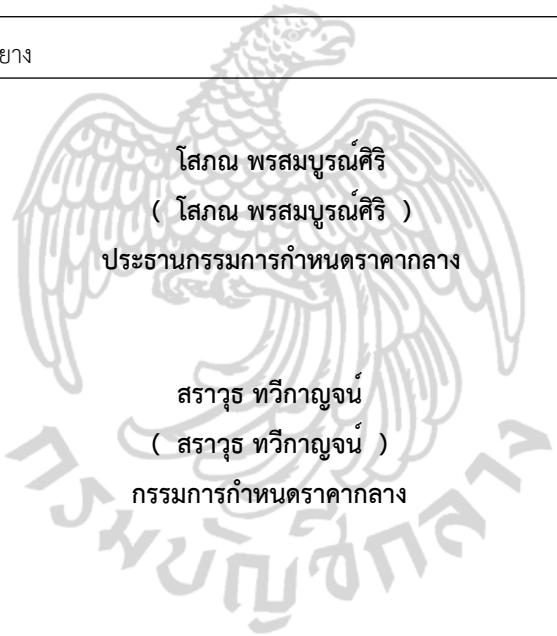 ยาง
โสภณ พรสมบูรณ์ศิริ
( โสภณ พรสมบูรณ์ศิริ )
ประธานกรรมการกำหนดราคากลาง
สราวุธ ทวีกาญจน์
( สราวุธ ทวีกาญจน์ )
กรรมการกำหนดราคากลาง
กรมบัญชีกลาง